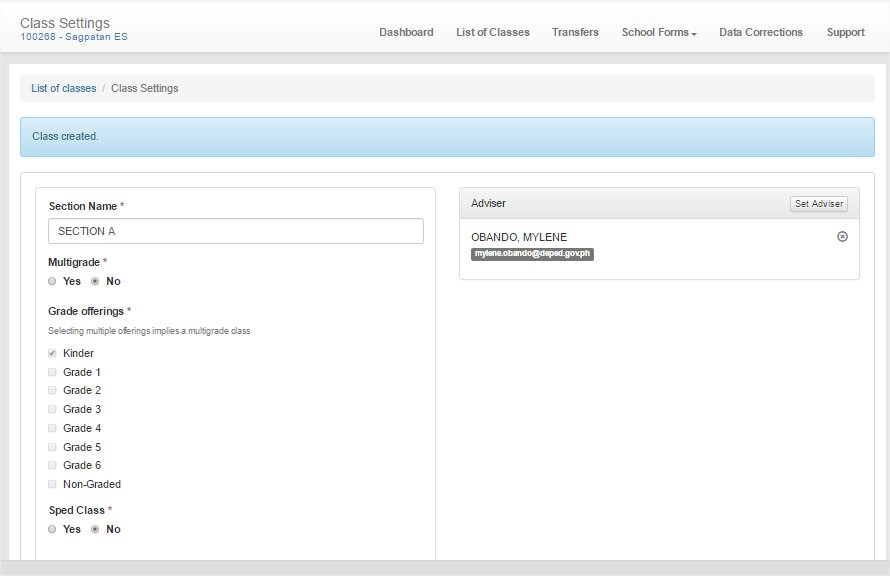 Class Settings
100268 - Sagpatan ES
Dashboard List of Classes Transfers School Forms Data Corrections Support
List of classes / Class Settings
Class created.
Section Name *
SECTION A
Multigrade *
Yes No
Grade offerings *
Selecting multiple offerings implies a multigrade class
Kinder
Grade 1
Grade 2
Grade 3
Grade 4
Grade 5
Grade 6
Non-Graded
Sped Class *
Yes No
Adviser Set Adviser
OBANDO, MYLENE
mylene.obando@deped.gov.ph